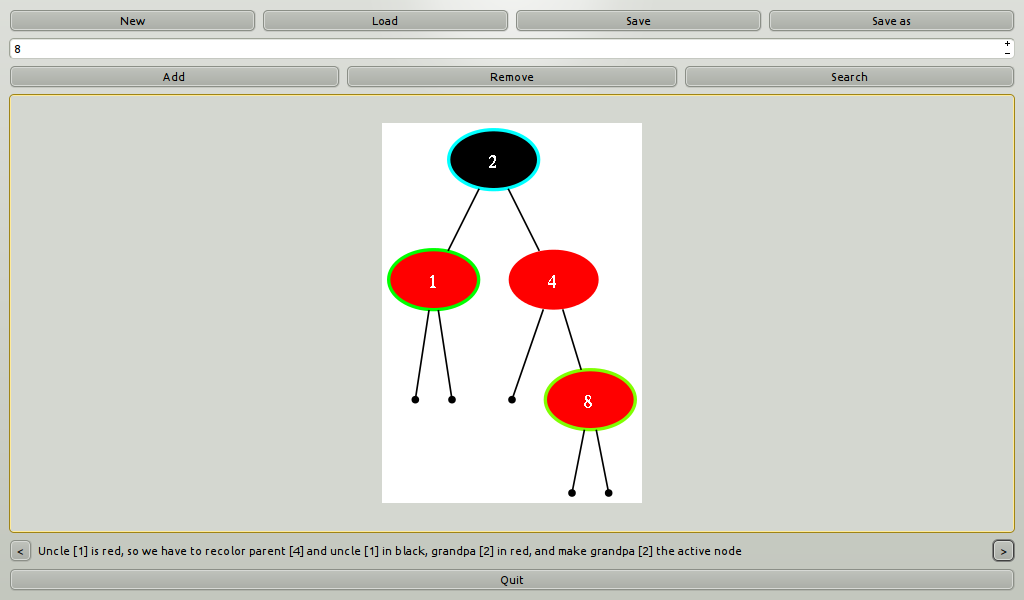 New Load Save Save as
8 + -
Add Remove Search
2
1 4
8
< Uncle [1] is red, so we have to recolor parent [4] and uncle [1] in black, grandpa [2] in red, and make grandpa [2] the active node >
Quit